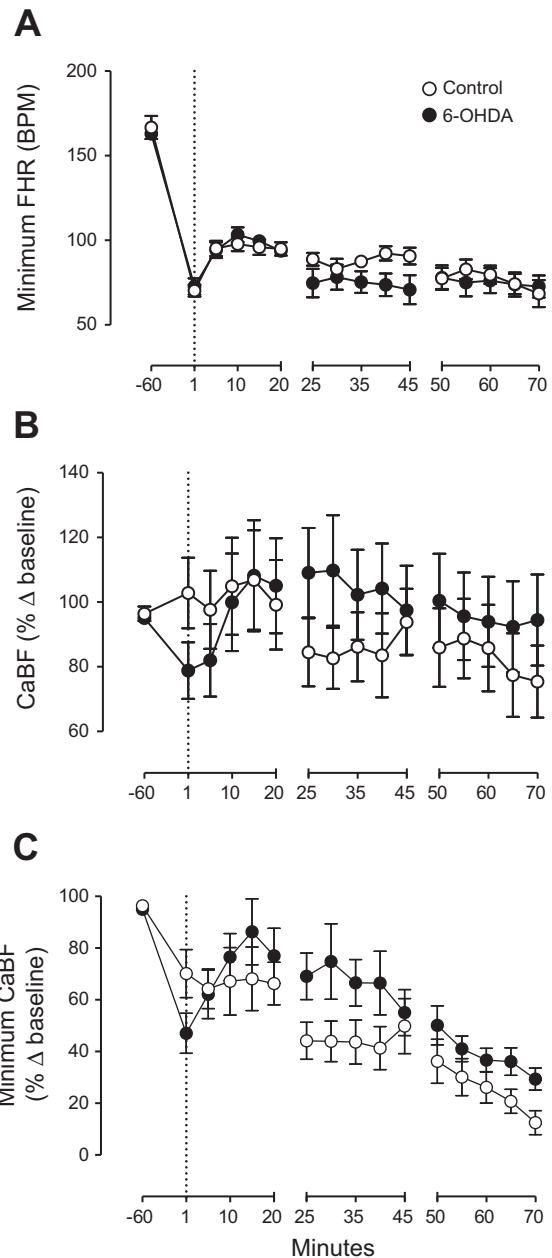 A
Minimum FHR (BPM)
200
150
100
50
Control
6-OHDA
-60 1 10 20 25 35 45 50 60 70
B
CaBF (% Δ baseline)
140
120
100
80
60
-60 1 10 20 25 35 45 50 60 70
C
Minimum CaBF
(% Δ baseline)
100
80
60
40
20
0
-60 1 10 20 25 35 45 50 60 70
Minutes